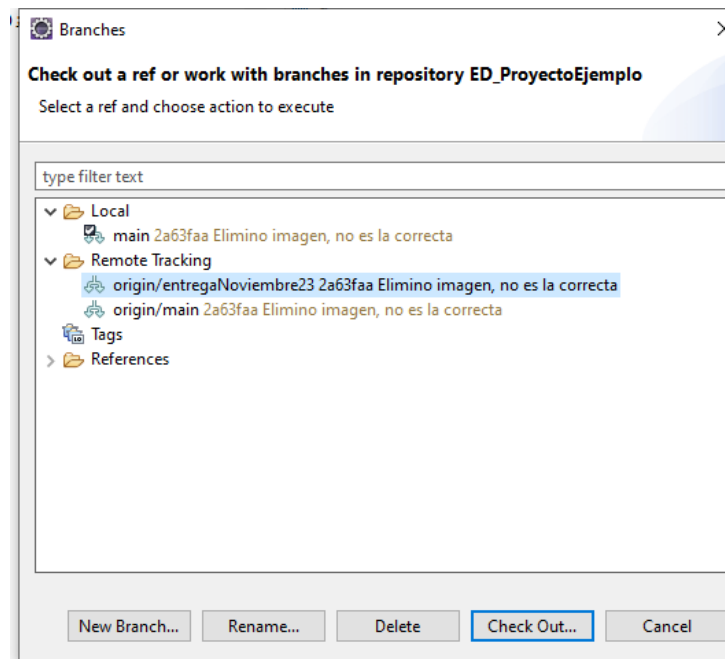 Branches
Check out a ref or work with branches in repository ED_ProyectoEjemplo
Select a ref and choose action to execute
type filter text
Local
main 2a63faa Elimino imagen, no es la correcta
Remote Tracking
origin/entregaNoviembre23 2a63faa Elimino imagen, no es la correcta
origin/main 2a63faa Elimino imagen, no es la correcta
Tags
References
New Branch... Rename... Delete Check Out... Cancel